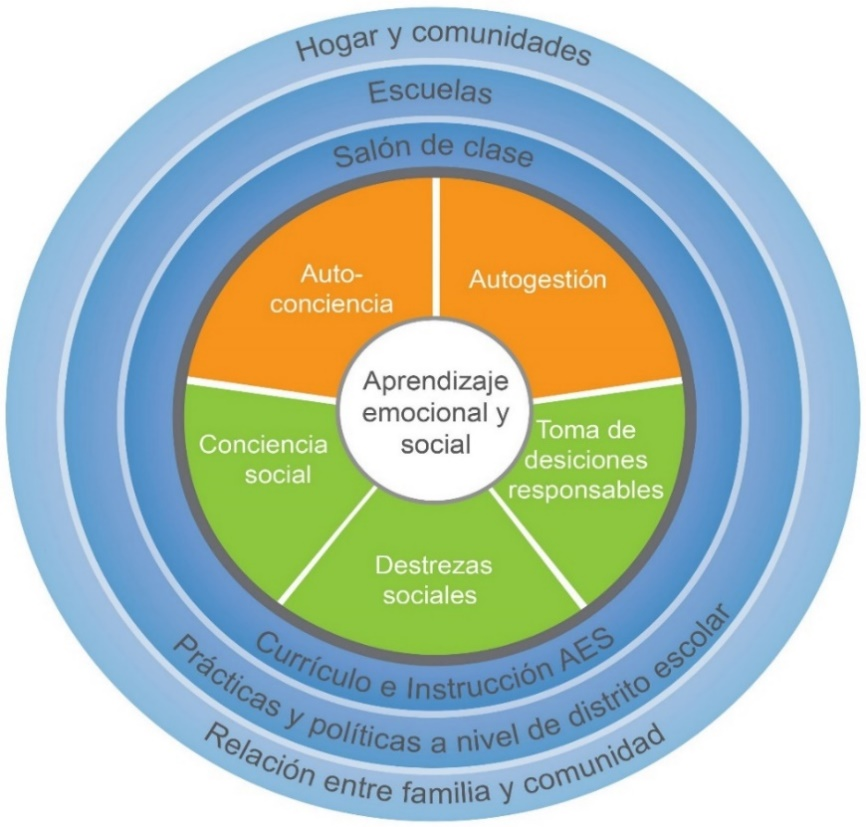 Hogar y comunidades
Escuelas
Salón de clase
Auto-
conciencia
Autogestión
Aprendizaje
emocional y
social
Conciencia
social
Toma de
desiciones
responsables
Destrezas
sociales
Currículo e Instrucción AES
Prácticas y políticas a nivel de distrito escolar
Relación entre familia y comunidad